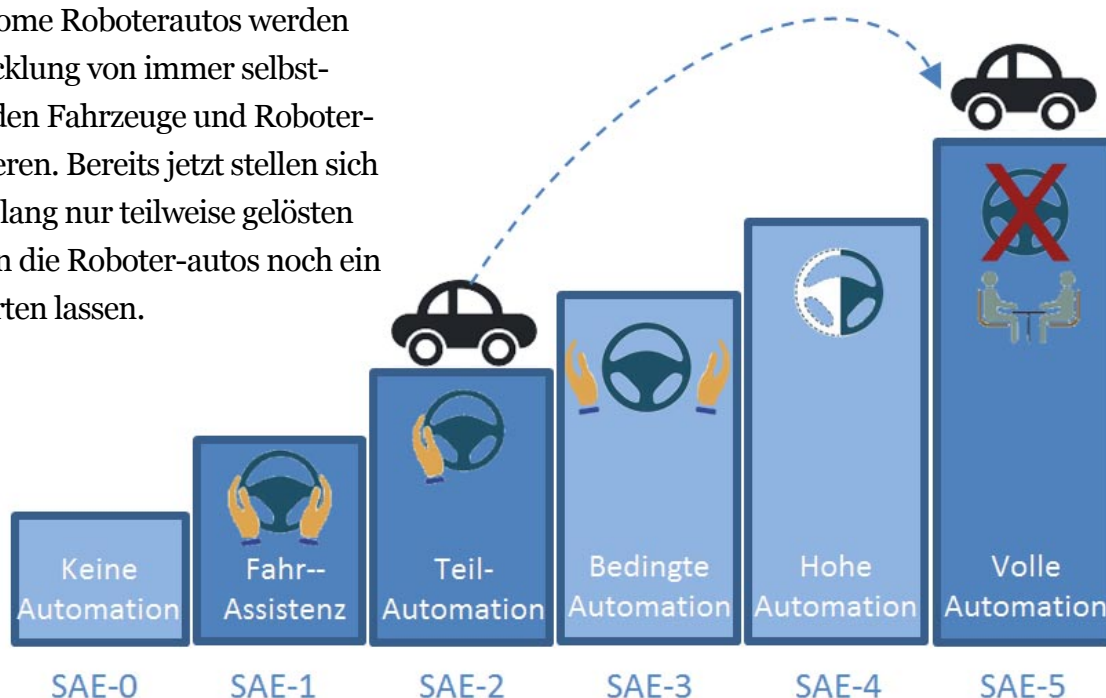 ome Roboterautos werden
cklung von immer selbst-
den Fahrzeuge und Roboter-
eren. Bereits jetzt stellen sich
lang nur teilweise gelösten
n die Roboter-autos noch ein
rten lassen.
Keine
Automation
Fahr--
Assistenz
Teil-
Automation
Bedingte
Automation
Hohe
Automation
Volle
Automation
SAE-0
SAE-1
SAE-2
SAE-3
SAE-4
SAE-5